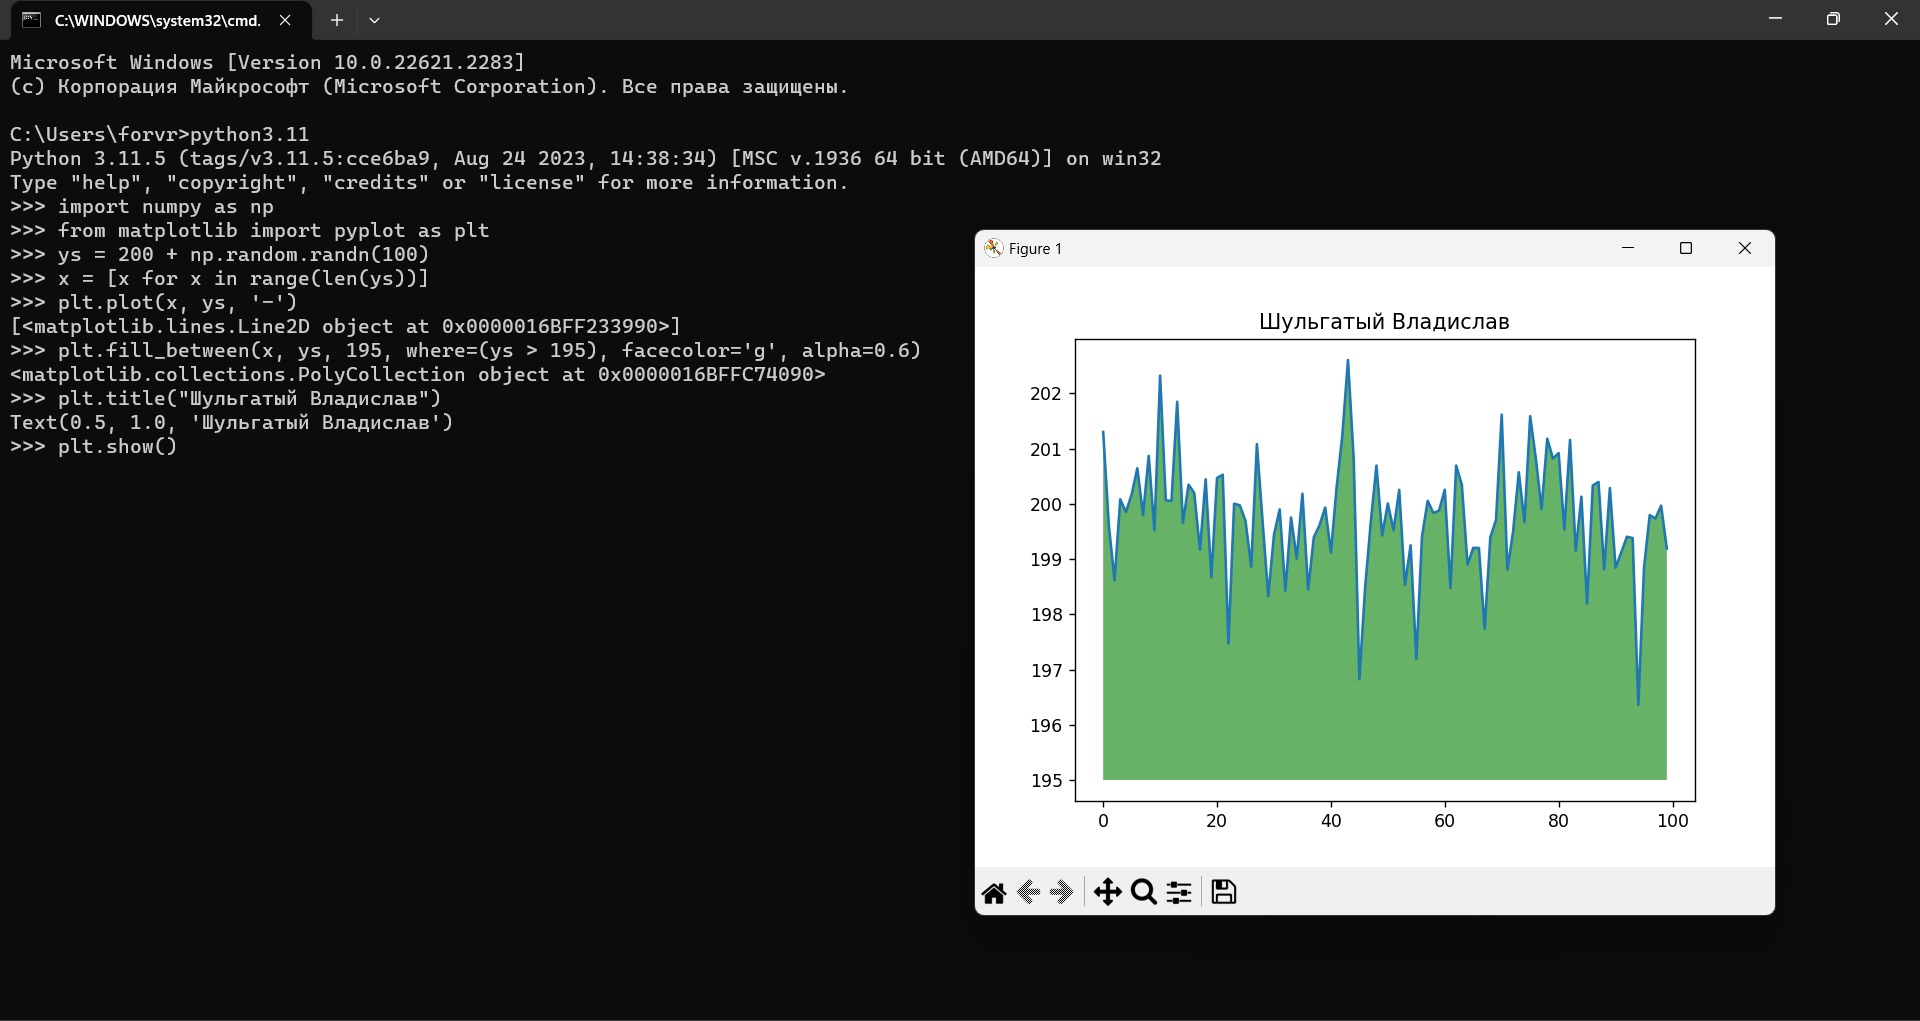 C:\WINDOWS\system32\cmd.
Microsoft Windows [Version 10.0.22621.2283]
(c) Корпорация Майкрософт (Microsoft Corporation). Все права защищены.
C:\Users\forvr>python3.11
Python 3.11.5 (tags/v3.11.5:cce6ba9, Aug 24 2023, 14:38:34) [MSC v.1936 64 bit (AMD64)] on win32
Type "help", "copyright", "credits" or "license" for more information.
>>> import numpy as np
>>> from matplotlib import pyplot as plt
>>> ys = 200 + np.random.randn(100)
>>> x = [x for x in range(len(ys))]
>>> plt.plot(x, ys, '-')
[<matplotlib.lines.Line2D object at 0x0000016BFF233990>]
>>> plt.fill_between(x, ys, 195, where=(ys > 195), facecolor='g', alpha=0.6)
<matplotlib.collections.PolyCollection object at 0x0000016BFFC74090>
>>> plt.title("Шульгатый Владислав")
Text(0.5, 1.0, 'Шульгатый Владислав')
>>> plt.show()
Figure 1
Шульгатый Владислав
202
201
200
199
198
197
196
195
0 20 40 60 80 100